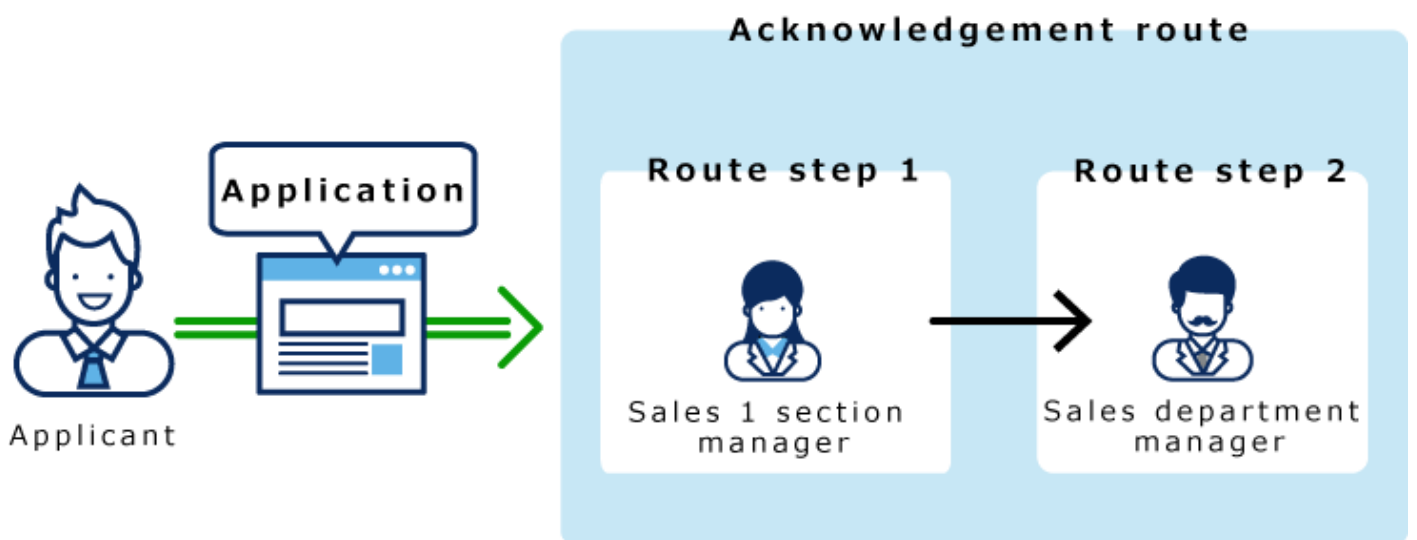 Acknowledgement route
Application
Route step 1
Route step 2
Applicant
Sales 1 section
manager
Sales department
manager